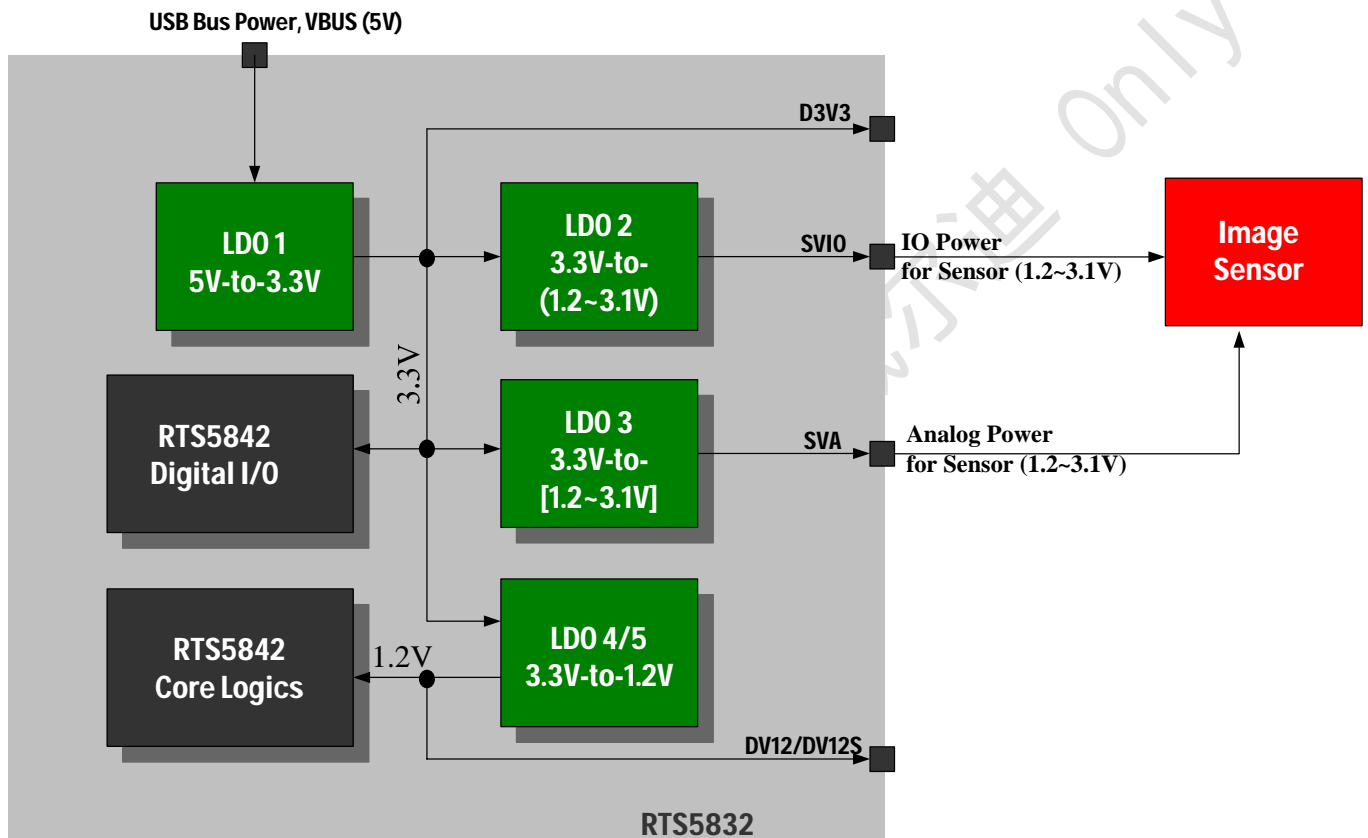 USB Bus Power, VBUS (5V)
D3V3
LDO 1
5V-to-3.3V
LDO 2
3.3V-to-
(1.2~3.1V)
SVIO
IO Power
for Sensor (1.2~3.1V)
Image
Sensor
3.3V
RTS5842
Digital I/O
LDO 3
3.3V-to-
[1.2~3.1V]
SVA
Analog Power
for Sensor (1.2~3.1V)
RTS5842
Core Logics
1.2V
LDO 4/5
3.3V-to-1.2V
DV12/DV12S
RTS5832
尔迪 Only